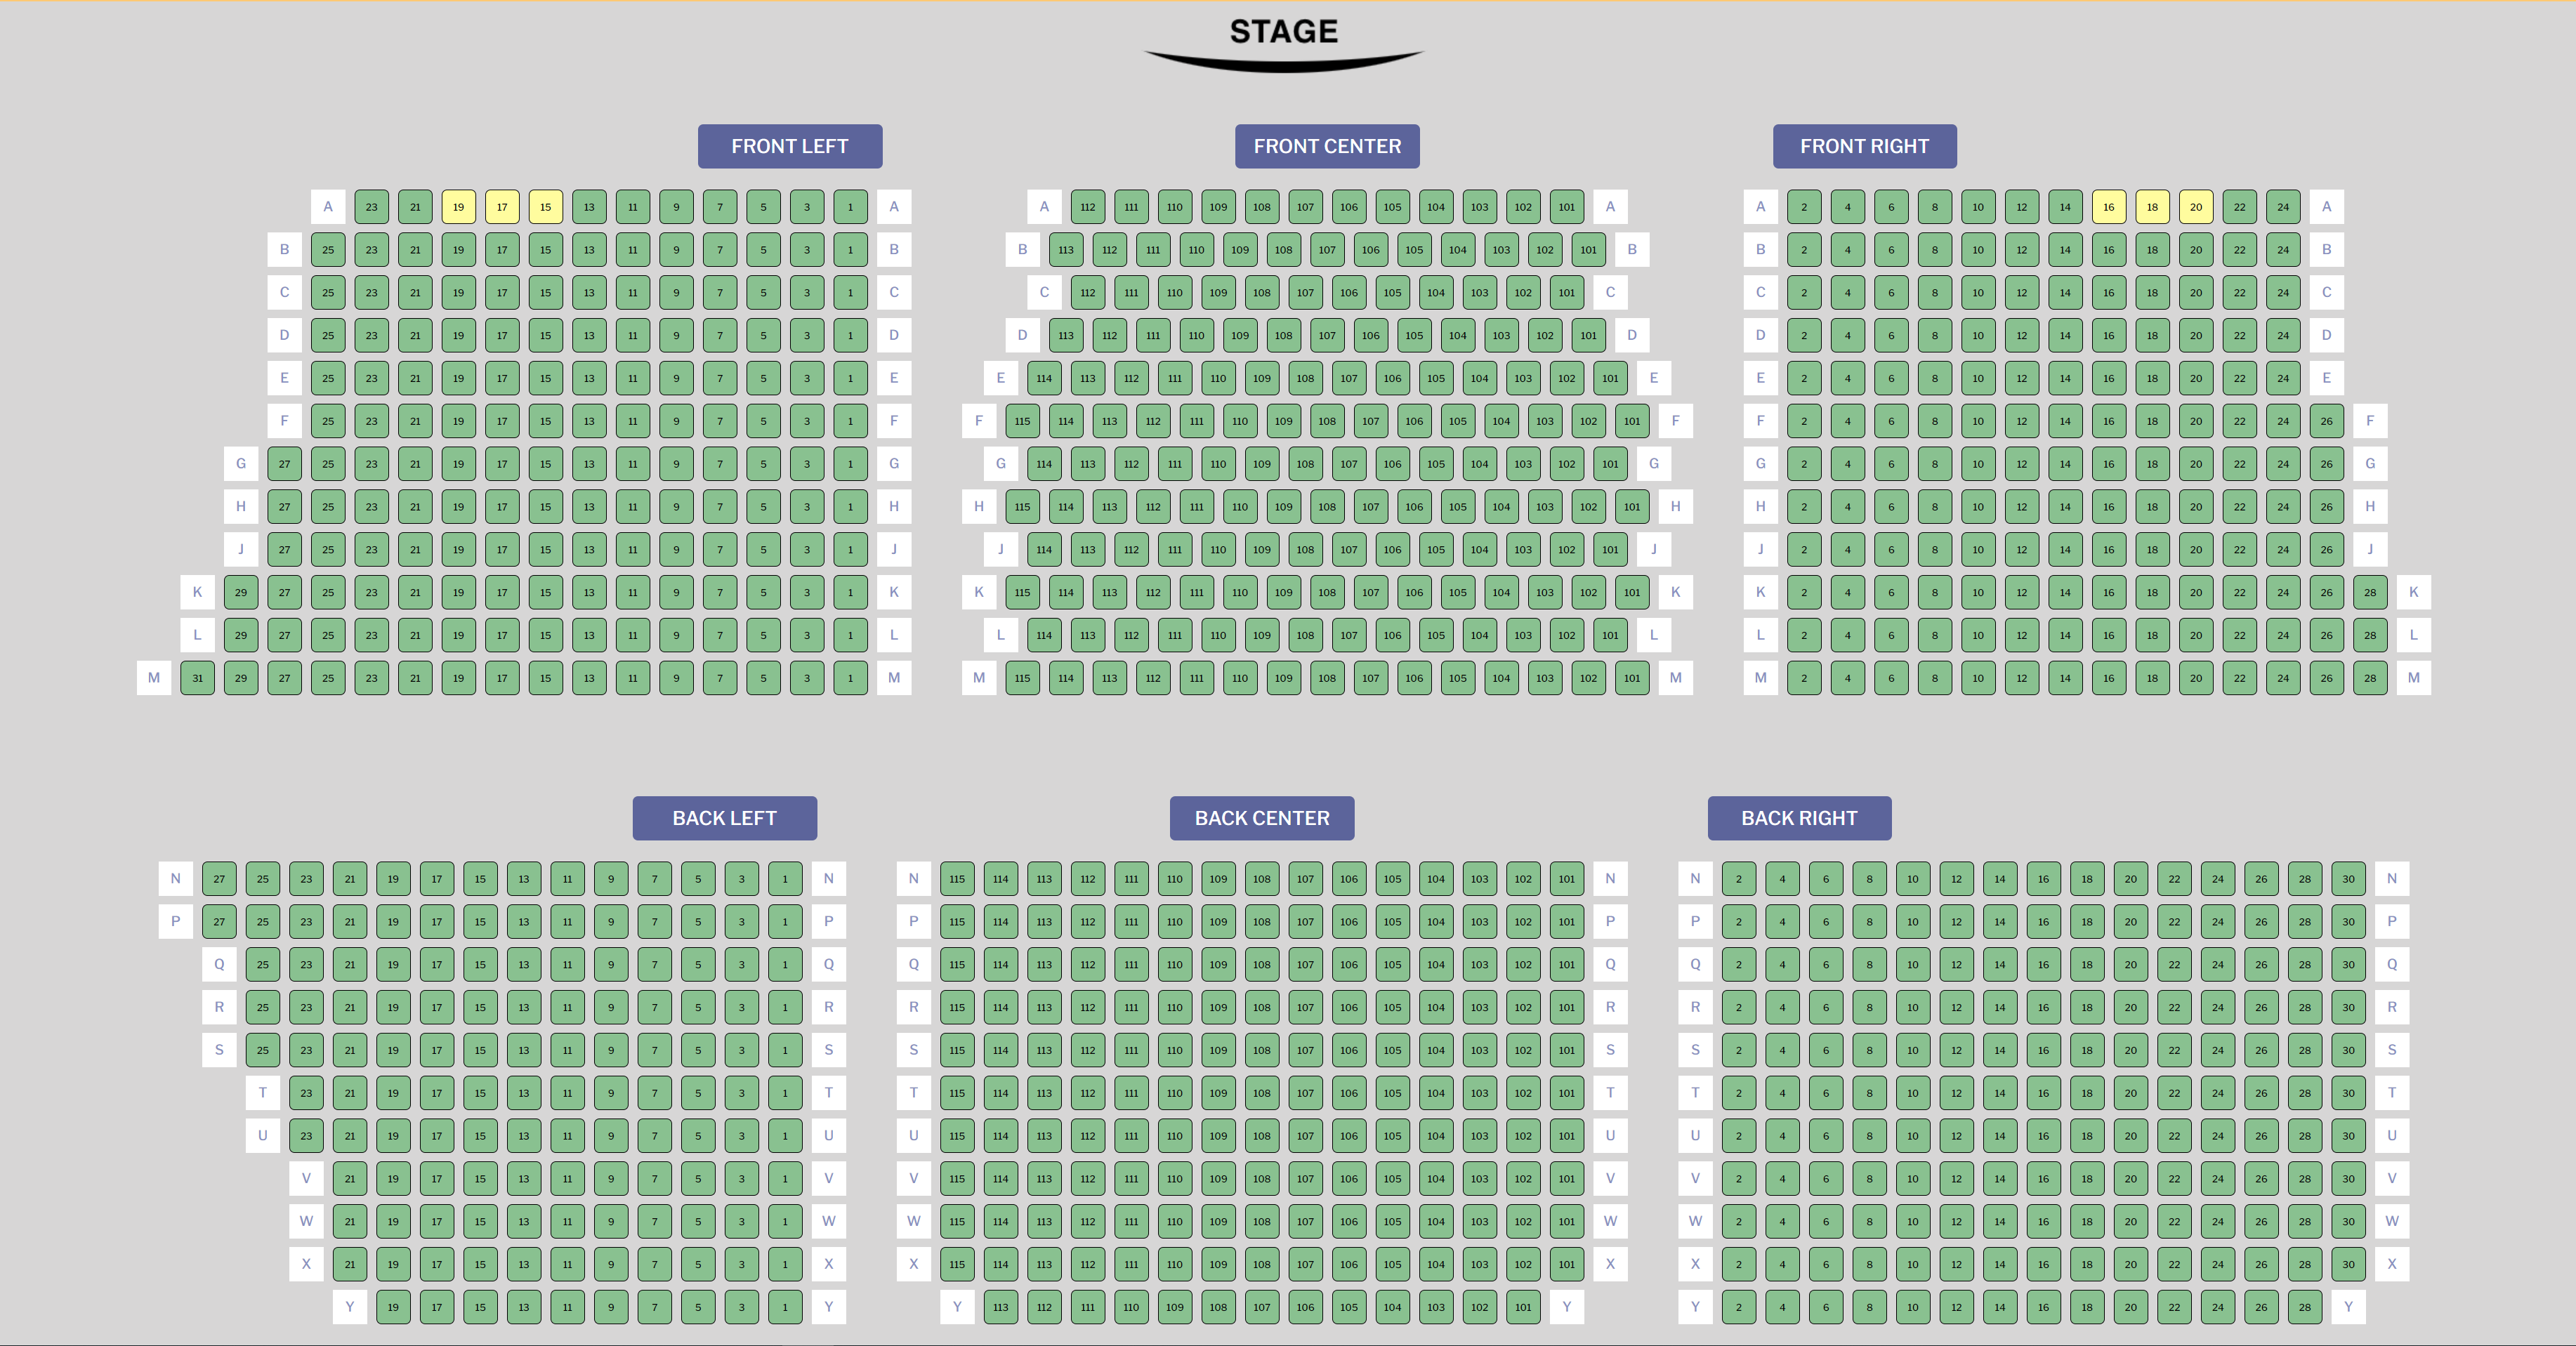 STAGE
FRONT LEFT FRONT CENTER FRONT RIGHT
A 23 21 19 17 15 13 11 9 7 5 3 1 A A 112 111 110 109 108 107 106 105 104 103 102 101 A A 2 4 6 8 10 12 14 16 18 20 22 24 A
B 25 23 21 19 17 15 13 11 9 7 5 3 1 B B 113 112 111 110 109 108 107 106 105 104 103 102 101 B B 2 4 6 8 10 12 14 16 18 20 22 24 B
C 25 23 21 19 17 15 13 11 9 7 5 3 1 C C 112 111 110 109 108 107 106 105 104 103 102 101 C C 2 4 6 8 10 12 14 16 18 20 22 24 C
D 25 23 21 19 17 15 13 11 9 7 5 3 1 D D 113 112 111 110 109 108 107 106 105 104 103 102 101 D D 2 4 6 8 10 12 14 16 18 20 22 24 D
E 25 23 21 19 17 15 13 11 9 7 5 3 1 E E 114 113 112 111 110 109 108 107 106 105 104 103 102 101 E E 2 4 6 8 10 12 14 16 18 20 22 24 E
F 25 23 21 19 17 15 13 11 9 7 5 3 1 F F 115 114 113 112 111 110 109 108 107 106 105 104 103 102 101 F F 2 4 6 8 10 12 14 16 18 20 22 24 26 F
G 27 25 23 21 19 17 15 13 11 9 7 5 3 1 G G 114 113 112 111 110 109 108 107 106 105 104 103 102 101 G G 2 4 6 8 10 12 14 16 18 20 22 24 26 G
H 27 25 23 21 19 17 15 13 11 9 7 5 3 1 H H 115 114 113 112 111 110 109 108 107 106 105 104 103 102 101 H H 2 4 6 8 10 12 14 16 18 20 22 24 26 H
J 27 25 23 21 19 17 15 13 11 9 7 5 3 1 J J 114 113 112 111 110 109 108 107 106 105 104 103 102 101 J J 2 4 6 8 10 12 14 16 18 20 22 24 26 J
K 29 27 25 23 21 19 17 15 13 11 9 7 5 3 1 K K 115 114 113 112 111 110 109 108 107 106 105 104 103 102 101 K K 2 4 6 8 10 12 14 16 18 20 22 24 26 28 K
L 29 27 25 23 21 19 17 15 13 11 9 7 5 3 1 L L 114 113 112 111 110 109 108 107 106 105 104 103 102 101 L L 2 4 6 8 10 12 14 16 18 20 22 24 26 28 L
M 31 29 27 25 23 21 19 17 15 13 11 9 7 5 3 1 M M 115 114 113 112 111 110 109 108 107 106 105 104 103 102 101 M M 2 4 6 8 10 12 14 16 18 20 22 24 26 28 M
BACK LEFT BACK CENTER BACK RIGHT
N 27 25 23 21 19 17 15 13 11 9 7 5 3 1 N N 115 114 113 112 111 110 109 108 107 106 105 104 103 102 101 N N 2 4 6 8 10 12 14 16 18 20 22 24 26 28 30 N
P 27 25 23 21 19 17 15 13 11 9 7 5 3 1 P P 115 114 113 112 111 110 109 108 107 106 105 104 103 102 101 P P 2 4 6 8 10 12 14 16 18 20 22 24 26 28 30 P
Q 25 23 21 19 17 15 13 11 9 7 5 3 1 Q Q 115 114 113 112 111 110 109 108 107 106 105 104 103 102 101 Q Q 2 4 6 8 10 12 14 16 18 20 22 24 26 28 30 Q
R 25 23 21 19 17 15 13 11 9 7 5 3 1 R R 115 114 113 112 111 110 109 108 107 106 105 104 103 102 101 R R 2 4 6 8 10 12 14 16 18 20 22 24 26 28 30 R
S 25 23 21 19 17 15 13 11 9 7 5 3 1 S S 115 114 113 112 111 110 109 108 107 106 105 104 103 102 101 S S 2 4 6 8 10 12 14 16 18 20 22 24 26 28 30 S
T 23 21 19 17 15 13 11 9 7 5 3 1 T T 115 114 113 112 111 110 109 108 107 106 105 104 103 102 101 T T 2 4 6 8 10 12 14 16 18 20 22 24 26 28 30 T
U 23 21 19 17 15 13 11 9 7 5 3 1 U U 115 114 113 112 111 110 109 108 107 106 105 104 103 102 101 U U 2 4 6 8 10 12 14 16 18 20 22 24 26 28 30 U
V 21 19 17 15 13 11 9 7 5 3 1 V V 115 114 113 112 111 110 109 108 107 106 105 104 103 102 101 V V 2 4 6 8 10 12 14 16 18 20 22 24 26 28 30 V
W 21 19 17 15 13 11 9 7 5 3 1 W W 115 114 113 112 111 110 109 108 107 106 105 104 103 102 101 W W 2 4 6 8 10 12 14 16 18 20 22 24 26 28 30 W
X 21 19 17 15 13 11 9 7 5 3 1 X X 115 114 113 112 111 110 109 108 107 106 105 104 103 102 101 X X 2 4 6 8 10 12 14 16 18 20 22 24 26 28 30 X
Y 19 17 15 13 11 9 7 5 3 1 Y Y 113 112 111 110 109 108 107 106 105 104 103 102 101 Y Y 2 4 6 8 10 12 14 16 18 20 22 24 26 28 Y